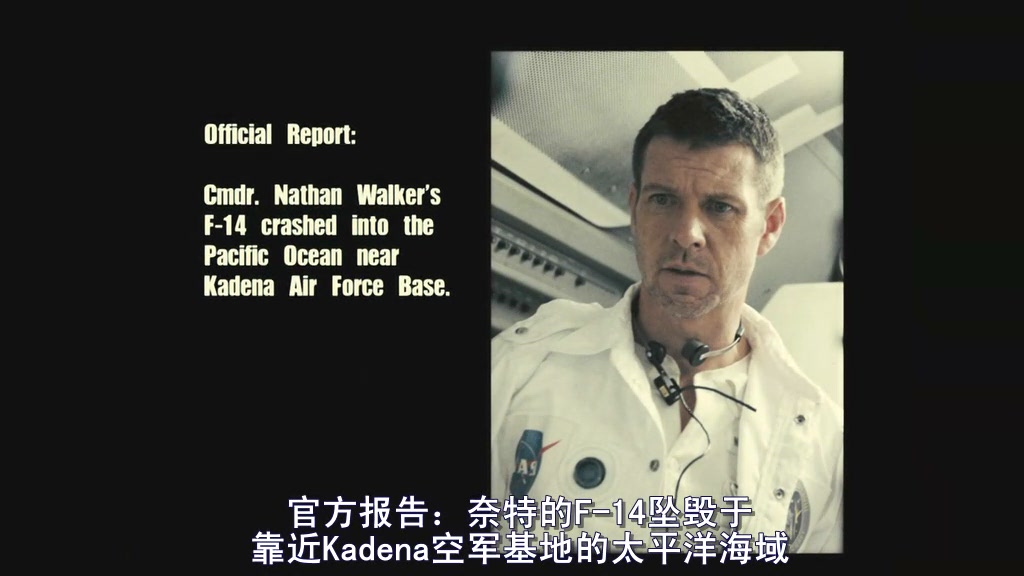 Official Report:
Cmdr. Nathan Walker's
F-14 crashed into the
Pacific Ocean near
Kadena Air Force Base.
官方报告：奈特的F-14坠毁于
靠近Kadena空军基地的太平洋海域